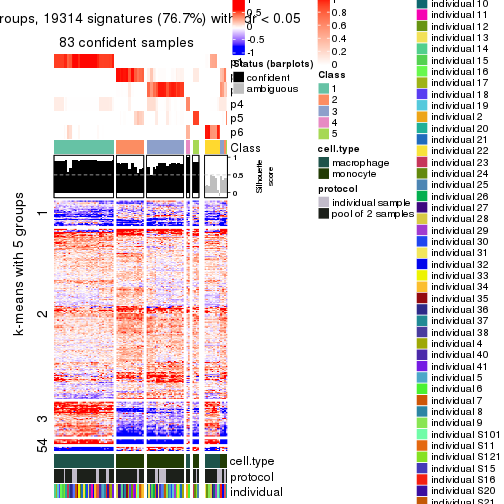 roups, 19314 signatures (76.7%) with
or < 0.05
83 confident samples
p4
p5
p6
Class
1
0.5
0
Silhouette
score
k-means with 5 groups
1
2
3
5
4
cell.type
protocol
individual
0.5
0
-0.5
-1
Status (barplots)
confident
ambiguous
0.8
0.6
0.4
0.2
0
Class
1
2
3
4
5
cell.type
macrophage
monocyte
protocol
individual sample
pool of 2 samples
individual 10
individual 11
individual 12
individual 13
individual 14
individual 15
individual 16
individual 17
individual 18
individual 19
individual 2
individual 20
individual 21
individual 22
individual 23
individual 24
individual 25
individual 26
individual 27
individual 28
individual 29
individual 30
individual 31
individual 32
individual 33
individual 34
individual 35
individual 36
individual 37
individual 38
individual 4
individual 40
individual 41
individual 5
individual 6
individual 7
individual 8
individual 9
individual S101
individual S11
individual S121
individual S15
individual S16
individual S20
individual S21